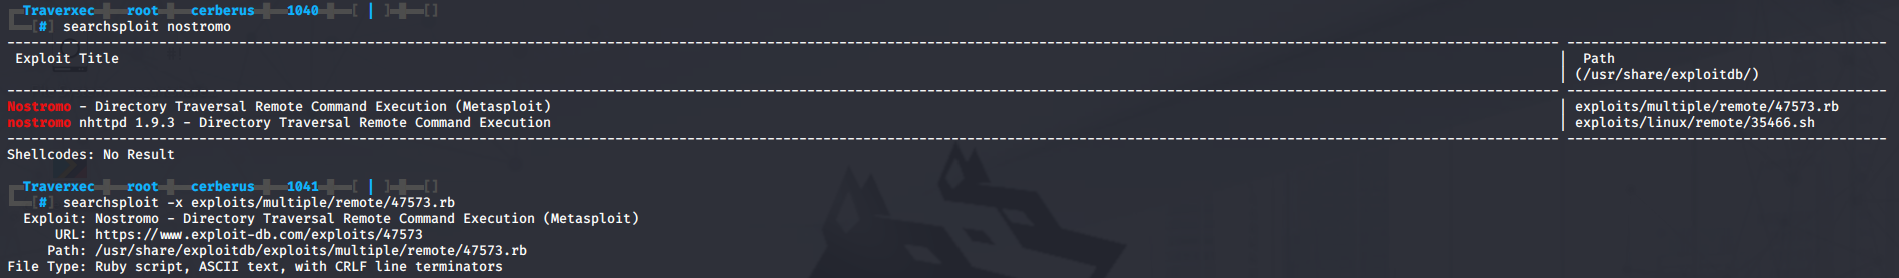 Traverxec root cerberus 1040 [ | ] []
[#] searchsploit nostromo
Exploit Title | Path
| (/usr/share/exploitdb/)
Nostromo - Directory Traversal Remote Command Execution (Metasploit) | exploits/multiple/remote/47573.rb
nostromo nhttpd 1.9.3 - Directory Traversal Remote Command Execution | exploits/linux/remote/35466.sh
Shellcodes: No Result
Traverxec root cerberus 1041 [ | ] []
[#] searchsploit -x exploits/multiple/remote/47573.rb
Exploit: Nostromo - Directory Traversal Remote Command Execution (Metasploit)
URL: https://www.exploit-db.com/exploits/47573
Path: /usr/share/exploitdb/exploits/multiple/remote/47573.rb
File Type: Ruby script, ASCII text, with CRLF line terminators